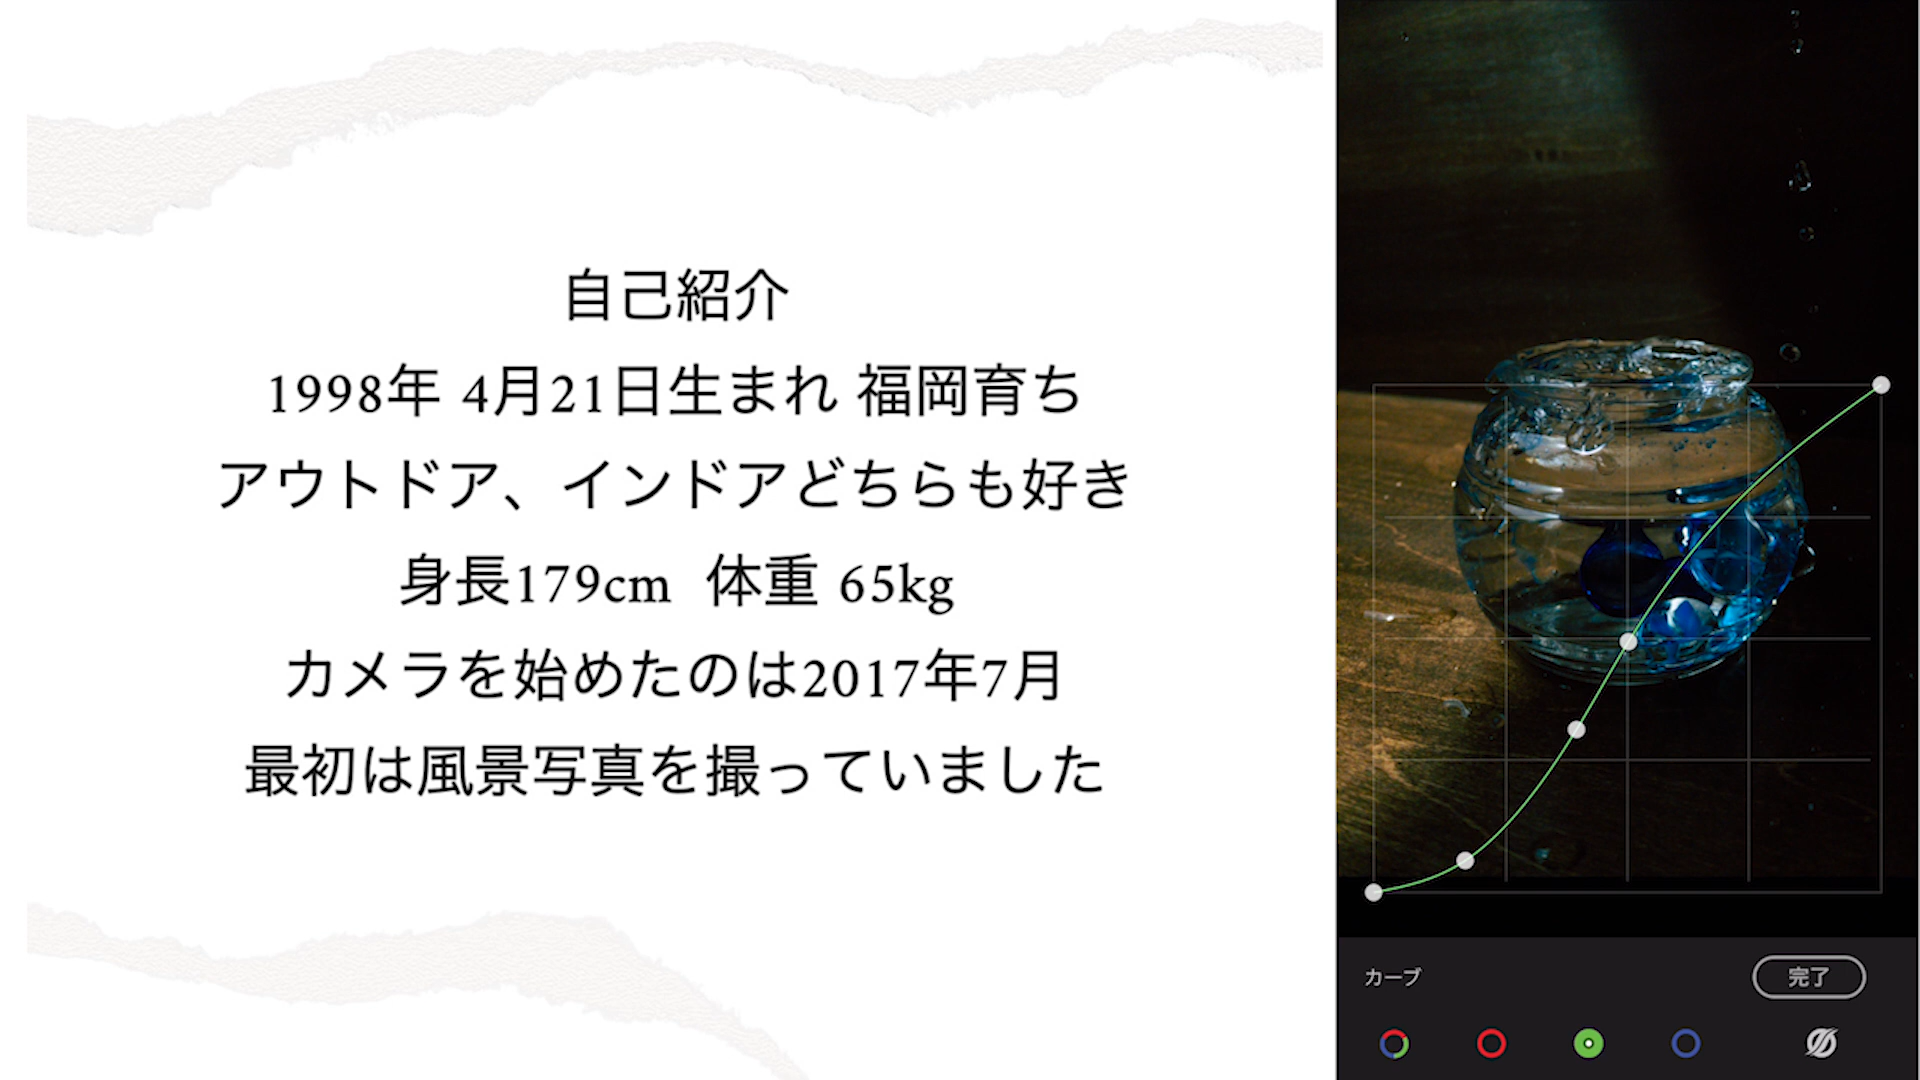 自己紹介
1998年 4月21日生まれ 福岡育ち
アウトドア、インドアどちらも好き
身長179cm 体重 65kg
カメラを始めたのは2017年7月
最初は風景写真を撮っていました
カーブ
完了